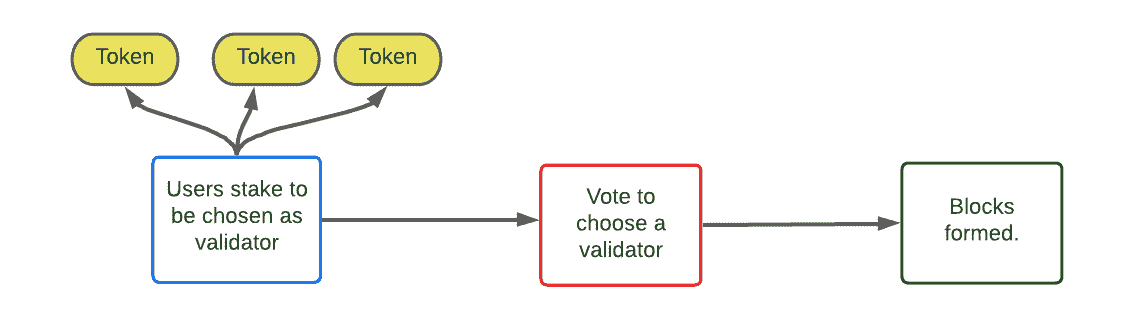 Token Token Token
Users stake to
be chosen as
validator
Vote to
choose a
validator
Blocks
formed.